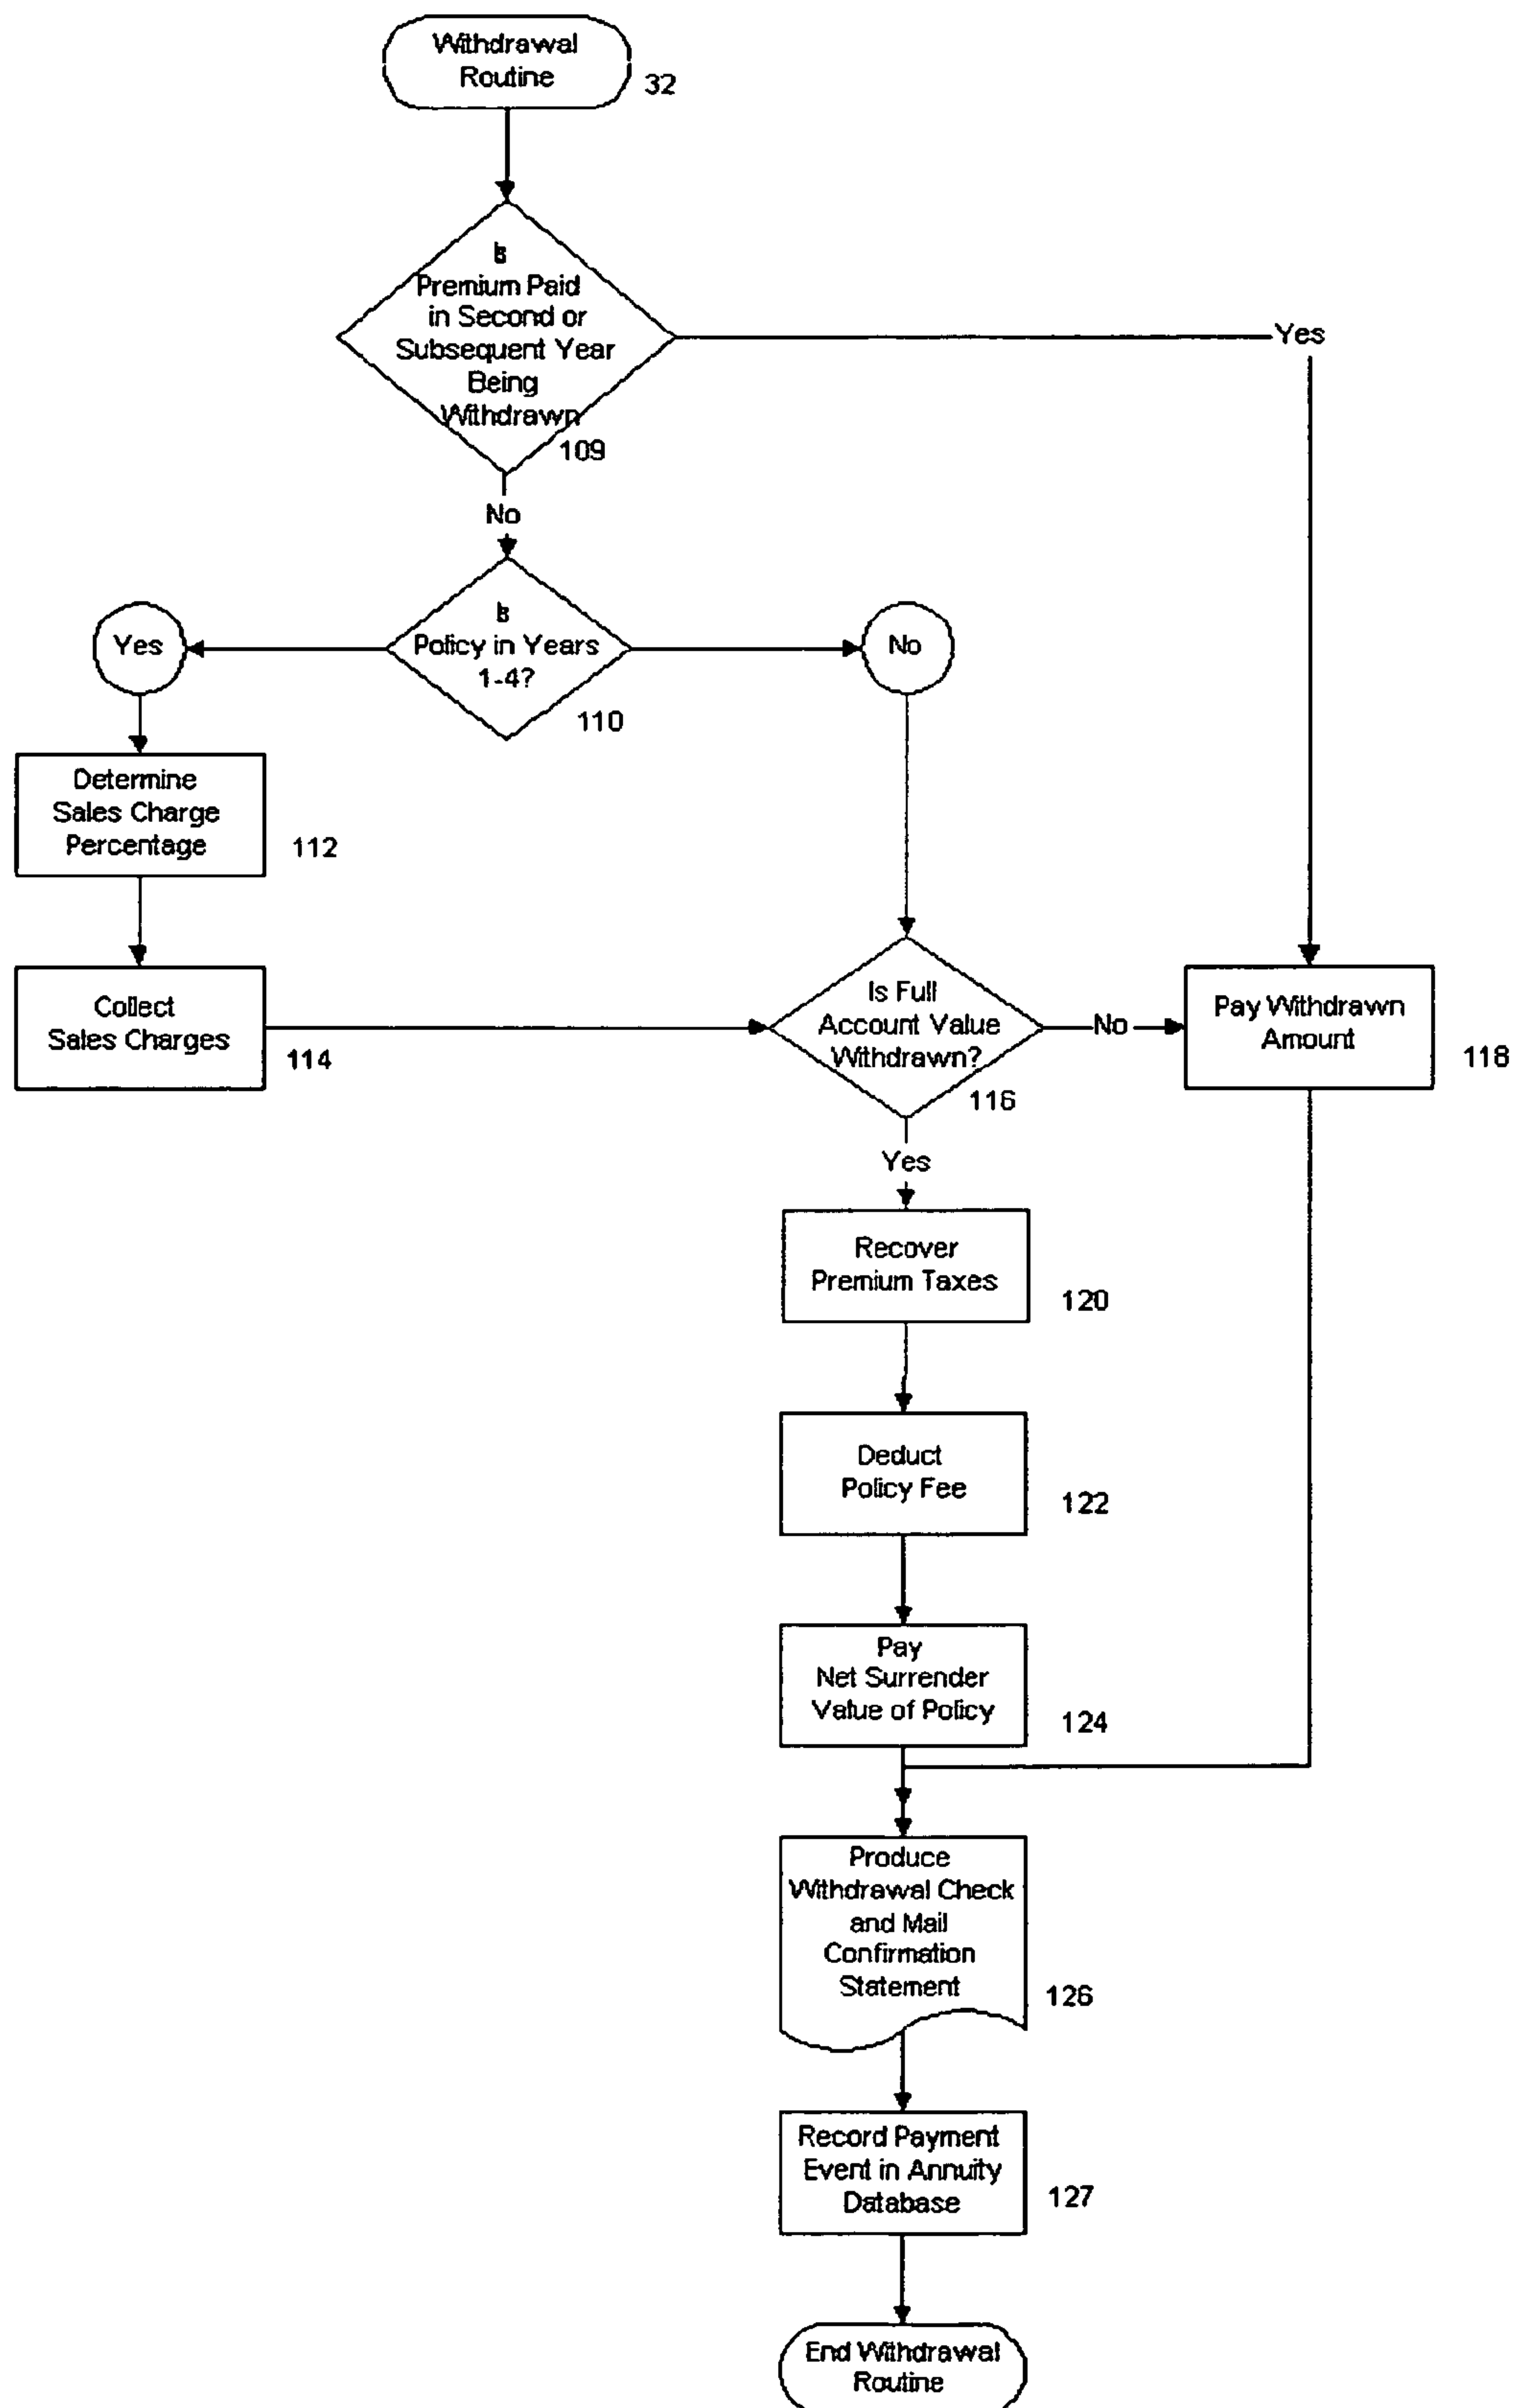 Withdrawal
Routine
32
Is
Premium Paid
in Second or
Subsequent Year
Being
Withdrawn
109
Yes
No
Is
Policy in Years
1-4?
110
Yes
No
Determine
Sales Charge
Percentage
112
Collect
Sales Charges
114
Is Full
Account Value
Withdrawn?
116
No
Pay Withdrawn
Amount
118
Yes
Recover
Premium Taxes
120
Deduct
Policy Fee
122
Pay
Net Surrender
Value of Policy
124
Produce
Withdrawal Check
and Mail
Confirmation
Statement
126
Record Payment
Event in Annuity
Database
127
End Withdrawal
Routine